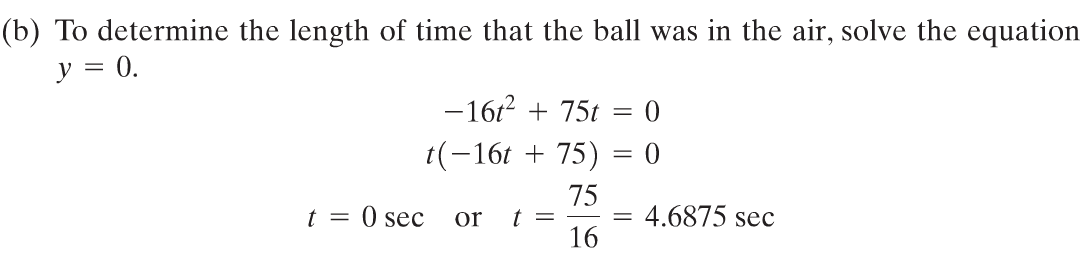 (b) To determine the length of time that the ball was in the air, solve the equation
y = 0.
−16t² + 75t = 0
t(−16t + 75) = 0
t = 0 sec or t = 75/16 = 4.6875 sec